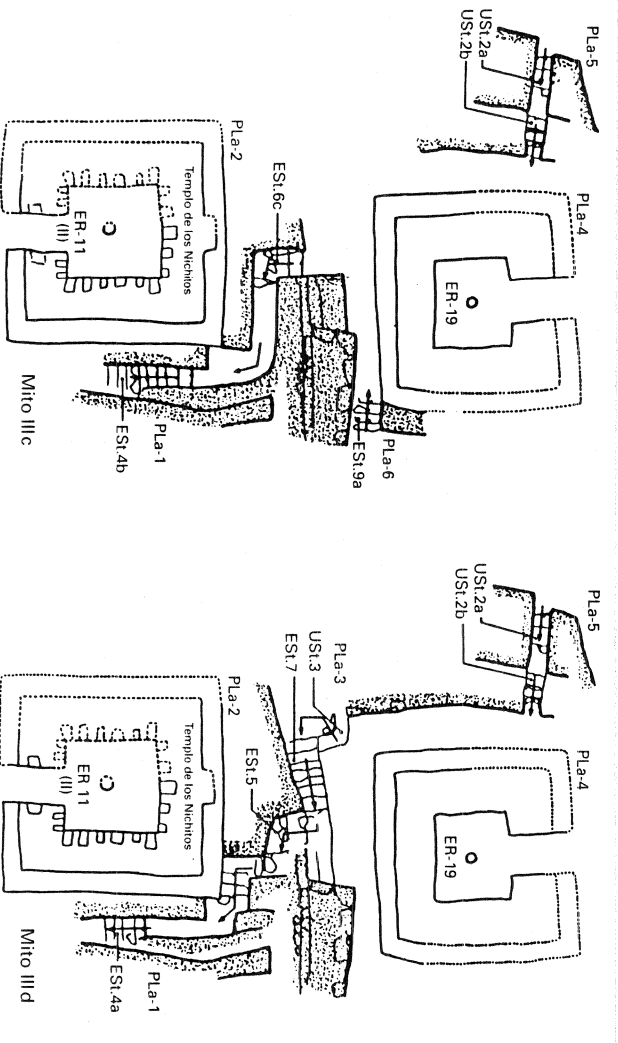 PLa-5
USt.2a
USt.2b
PLa-4
ER-19
PLa-2
Templo de los Nichitos
ER-11
(II)
ESt.6c
PLa-6
ESt.9a
PLa-1
ESt.4b
Mito IIIc
PLa-5
USt.2a
USt.2b
PLa-4
ER-19
PLa-3
USt.3
ESt.7
PLa-2
ESt.5
Templo de los Nichitos
ER 11
(II)
PLa-1
ESt.4a
Mito IIId